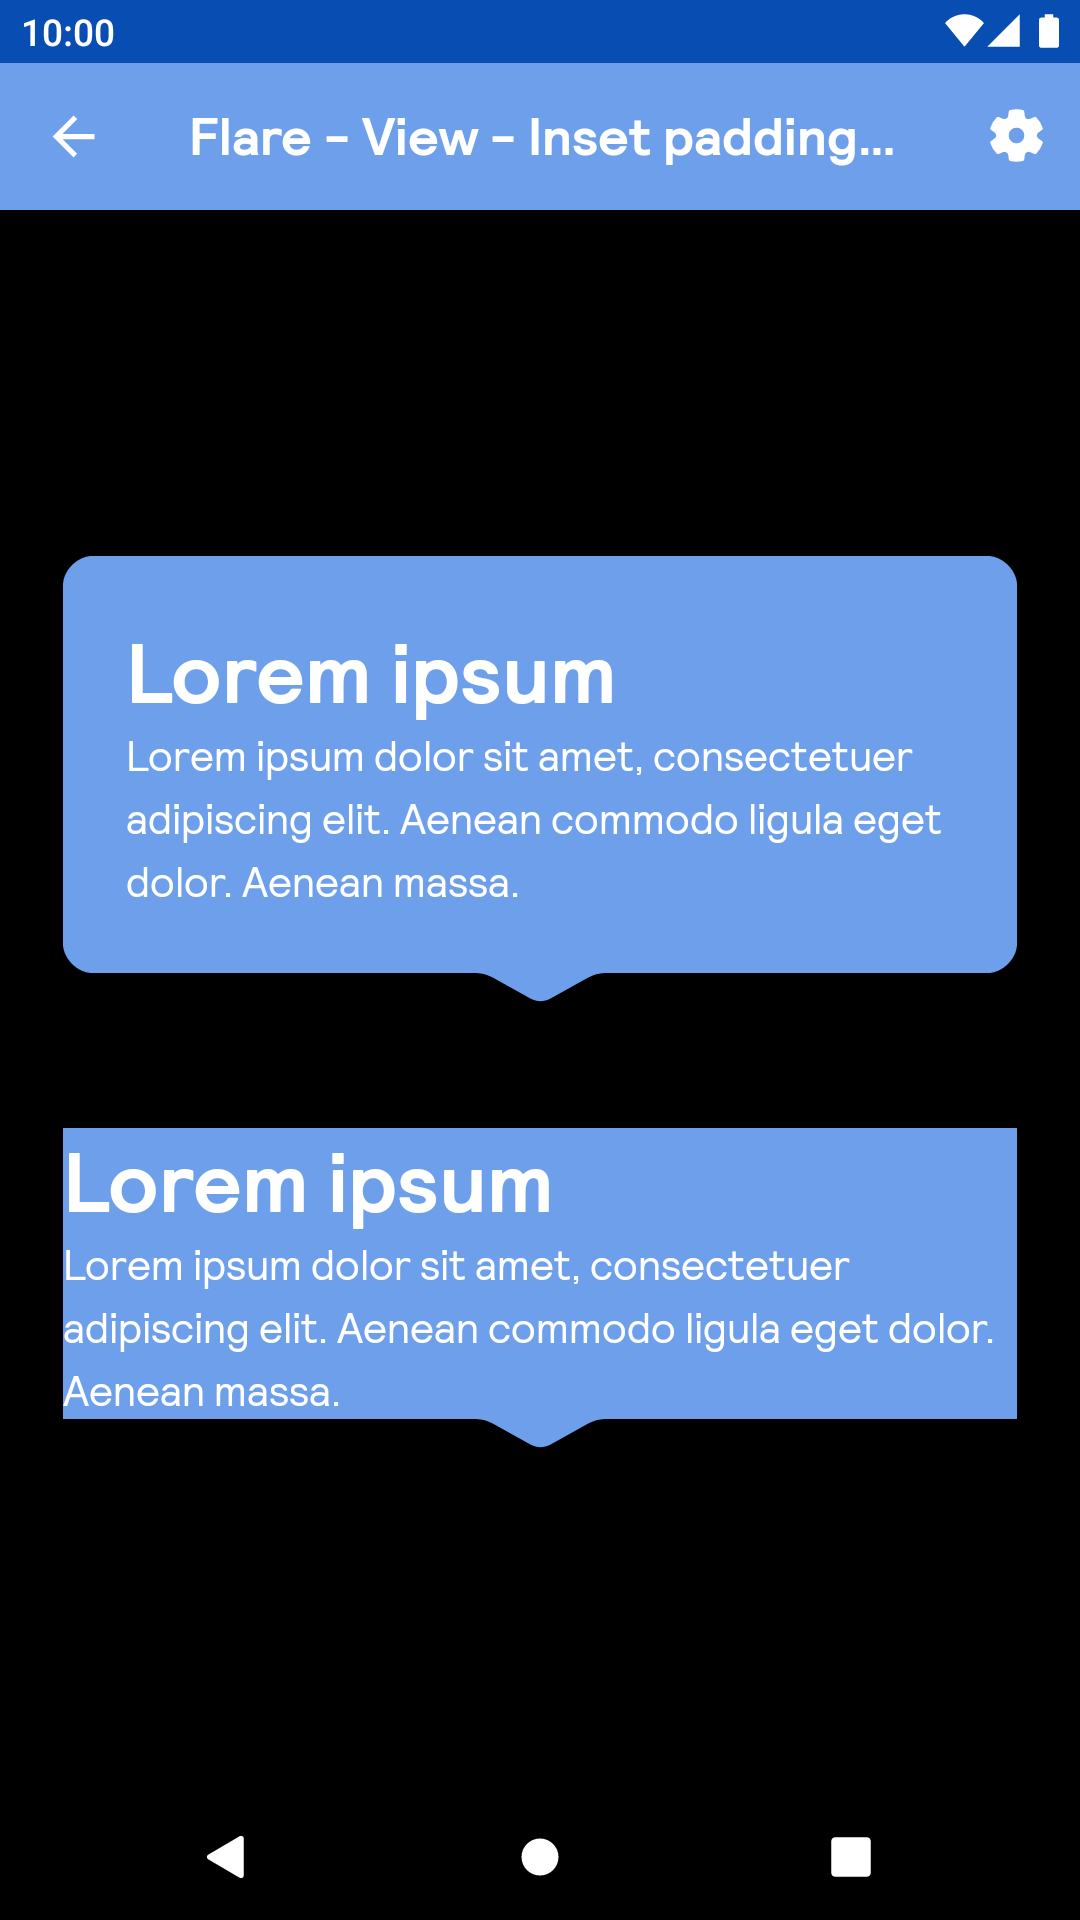 10:00
Flare - View - Inset padding...
Lorem ipsum
Lorem ipsum dolor sit amet, consectetuer
adipiscing elit. Aenean commodo ligula eget
dolor. Aenean massa.
Lorem ipsum
Lorem ipsum dolor sit amet, consectetuer
adipiscing elit. Aenean commodo ligula eget dolor.
Aenean massa.